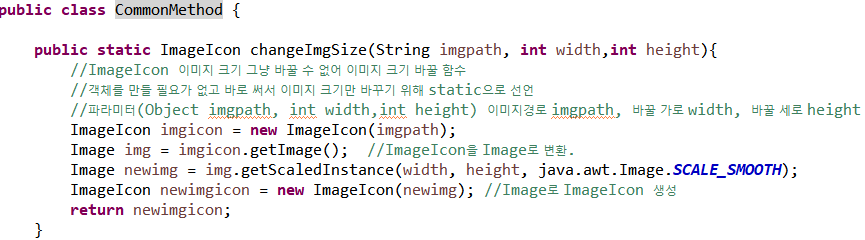 public class CommonMethod {
public static ImageIcon changeImgSize(String imgpath, int width,int height){
//ImageIcon 이미지 크기 그냥 바꿀 수 없어 이미지 크기 바꿀 함수
//객체를 만들 필요가 없고 바로 써서 이미지 크기만 바꾸기 위해 static으로 선언
//파라미터(Object imgpath, int width,int height) 이미지경로 imgpath, 바꿀 가로 width, 바꿀 세로 height
ImageIcon imgicon = new ImageIcon(imgpath);
Image img = imgicon.getImage();  //ImageIcon을 Image로 변환.
Image newimg = img.getScaledInstance(width, height, java.awt.Image.SCALE_SMOOTH);
ImageIcon newimgicon = new ImageIcon(newimg); //Image로 ImageIcon 생성
return newimgicon;
}